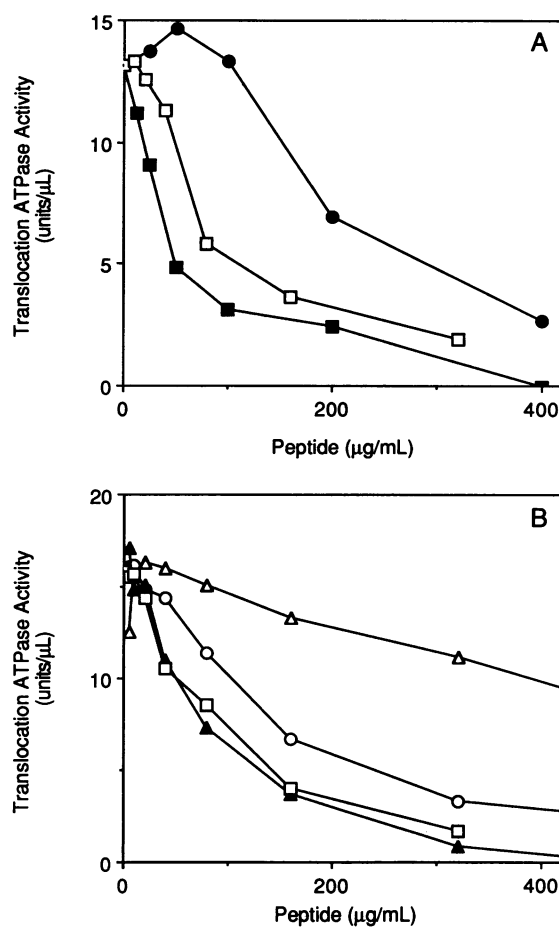 A
15
10
5
0
Translocation ATPase Activity
(units/μL)
0
200
400
Peptide (μg/mL)
B
20
10
0
Translocation ATPase Activity
(units/μL)
0
200
400
Peptide (μg/mL)